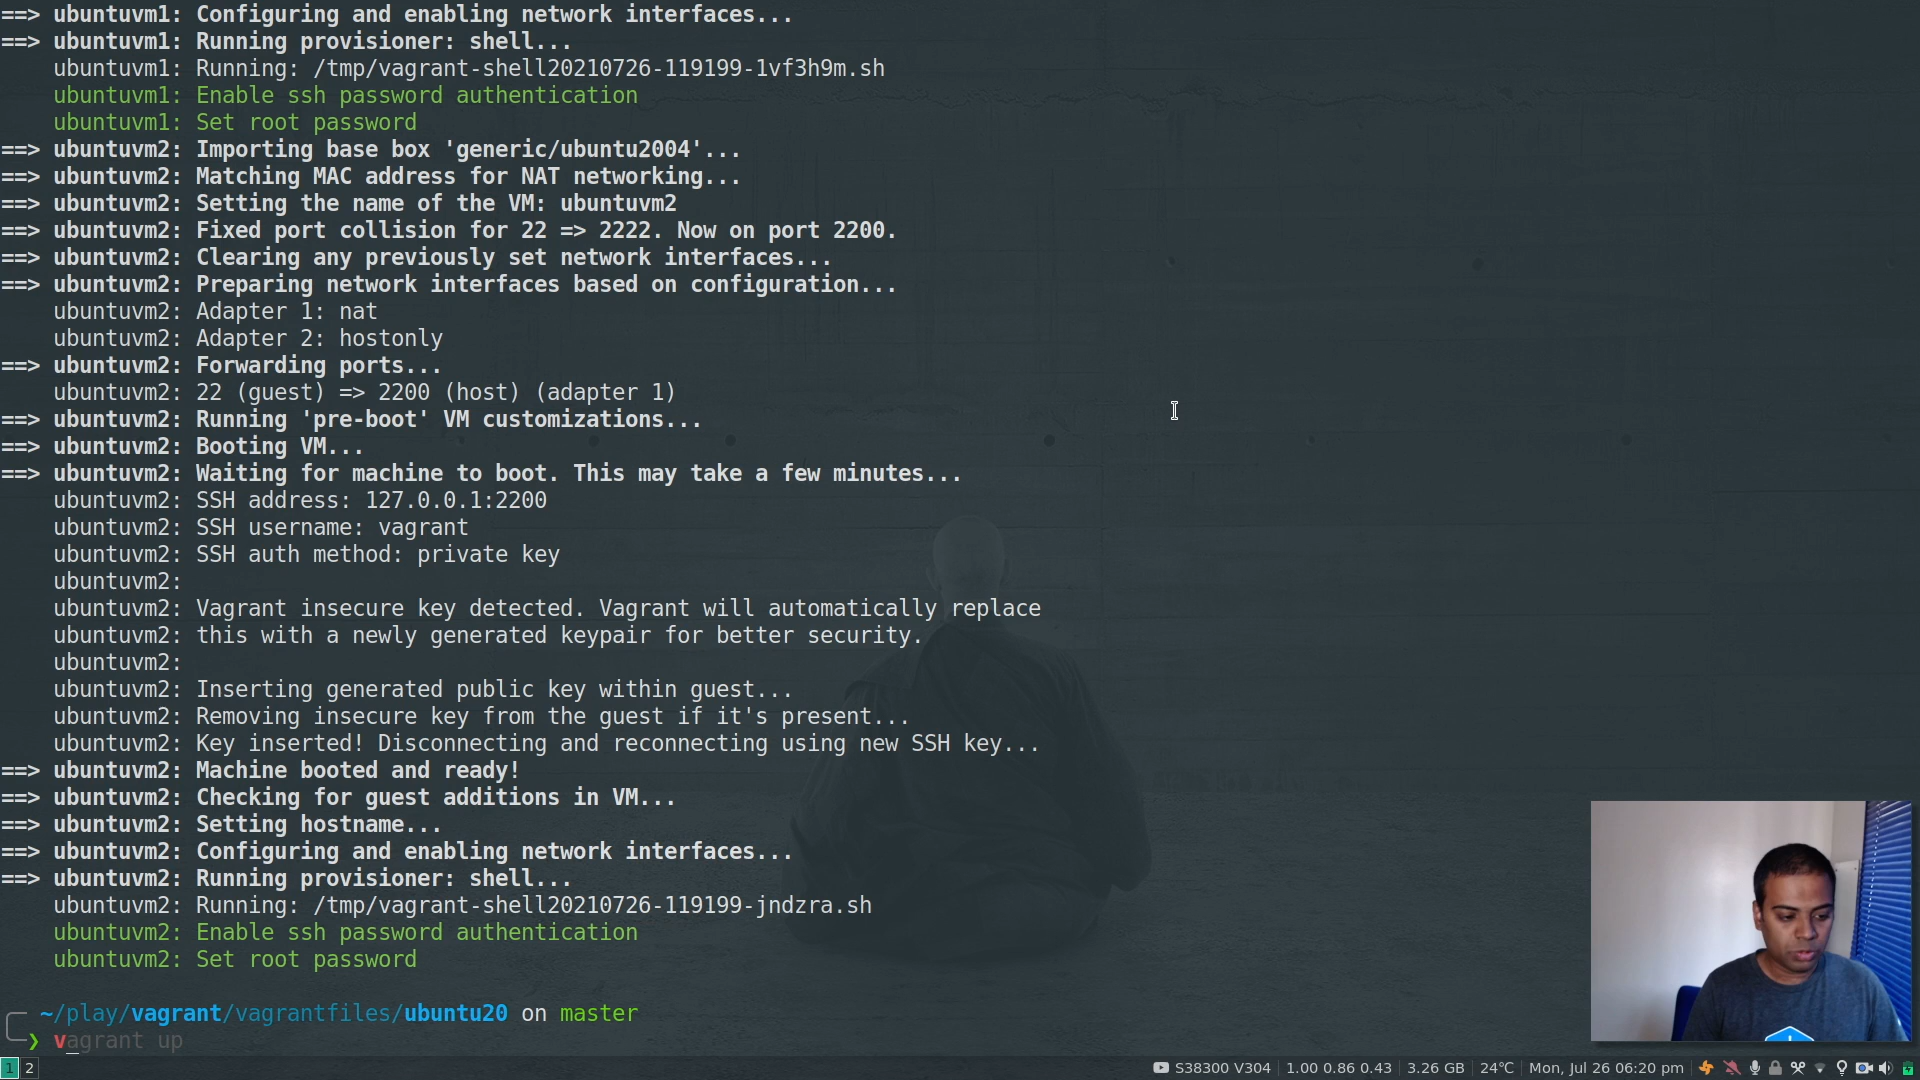 ==> ubuntuvm1: Configuring and enabling network interfaces...
==> ubuntuvm1: Running provisioner: shell...
ubuntuvm1: Running: /tmp/vagrant-shell20210726-119199-1vf3h9m.sh
ubuntuvm1: Enable ssh password authentication
ubuntuvm1: Set root password
==> ubuntuvm2: Importing base box 'generic/ubuntu2004'...
==> ubuntuvm2: Matching MAC address for NAT networking...
==> ubuntuvm2: Setting the name of the VM: ubuntuvm2
==> ubuntuvm2: Fixed port collision for 22 => 2222. Now on port 2200.
==> ubuntuvm2: Clearing any previously set network interfaces...
==> ubuntuvm2: Preparing network interfaces based on configuration...
ubuntuvm2: Adapter 1: nat
ubuntuvm2: Adapter 2: hostonly
==> ubuntuvm2: Forwarding ports...
ubuntuvm2: 22 (guest) => 2200 (host) (adapter 1)
==> ubuntuvm2: Running 'pre-boot' VM customizations...
==> ubuntuvm2: Booting VM...
==> ubuntuvm2: Waiting for machine to boot. This may take a few minutes...
ubuntuvm2: SSH address: 127.0.0.1:2200
ubuntuvm2: SSH username: vagrant
ubuntuvm2: SSH auth method: private key
ubuntuvm2:
ubuntuvm2: Vagrant insecure key detected. Vagrant will automatically replace
ubuntuvm2: this with a newly generated keypair for better security.
ubuntuvm2:
ubuntuvm2: Inserting generated public key within guest...
ubuntuvm2: Removing insecure key from the guest if it's present...
ubuntuvm2: Key inserted! Disconnecting and reconnecting using new SSH key...
==> ubuntuvm2: Machine booted and ready!
==> ubuntuvm2: Checking for guest additions in VM...
==> ubuntuvm2: Setting hostname...
==> ubuntuvm2: Configuring and enabling network interfaces...
==> ubuntuvm2: Running provisioner: shell...
ubuntuvm2: Running: /tmp/vagrant-shell20210726-119199-jndzra.sh
ubuntuvm2: Enable ssh password authentication
ubuntuvm2: Set root password
~/play/vagrant/vagrantfiles/ubuntu20 on master
❯ vagrant up
1 2 S38300 V304 1.00 0.86 0.43 3.26 GB 24℃ Mon, Jul 26 06:20 pm